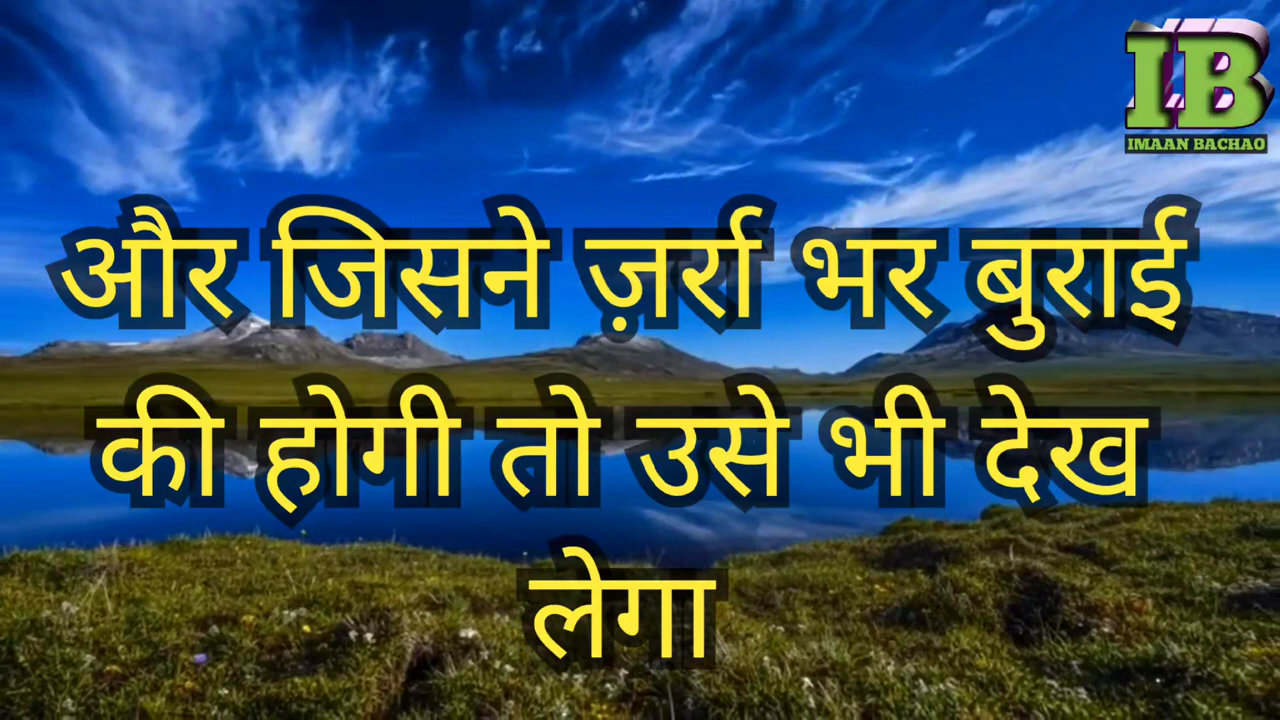 IB
IMAAN BACHAO
और जिसने ज़र्रा भर बुराई
की होगी तो उसे भी देख
लेगा